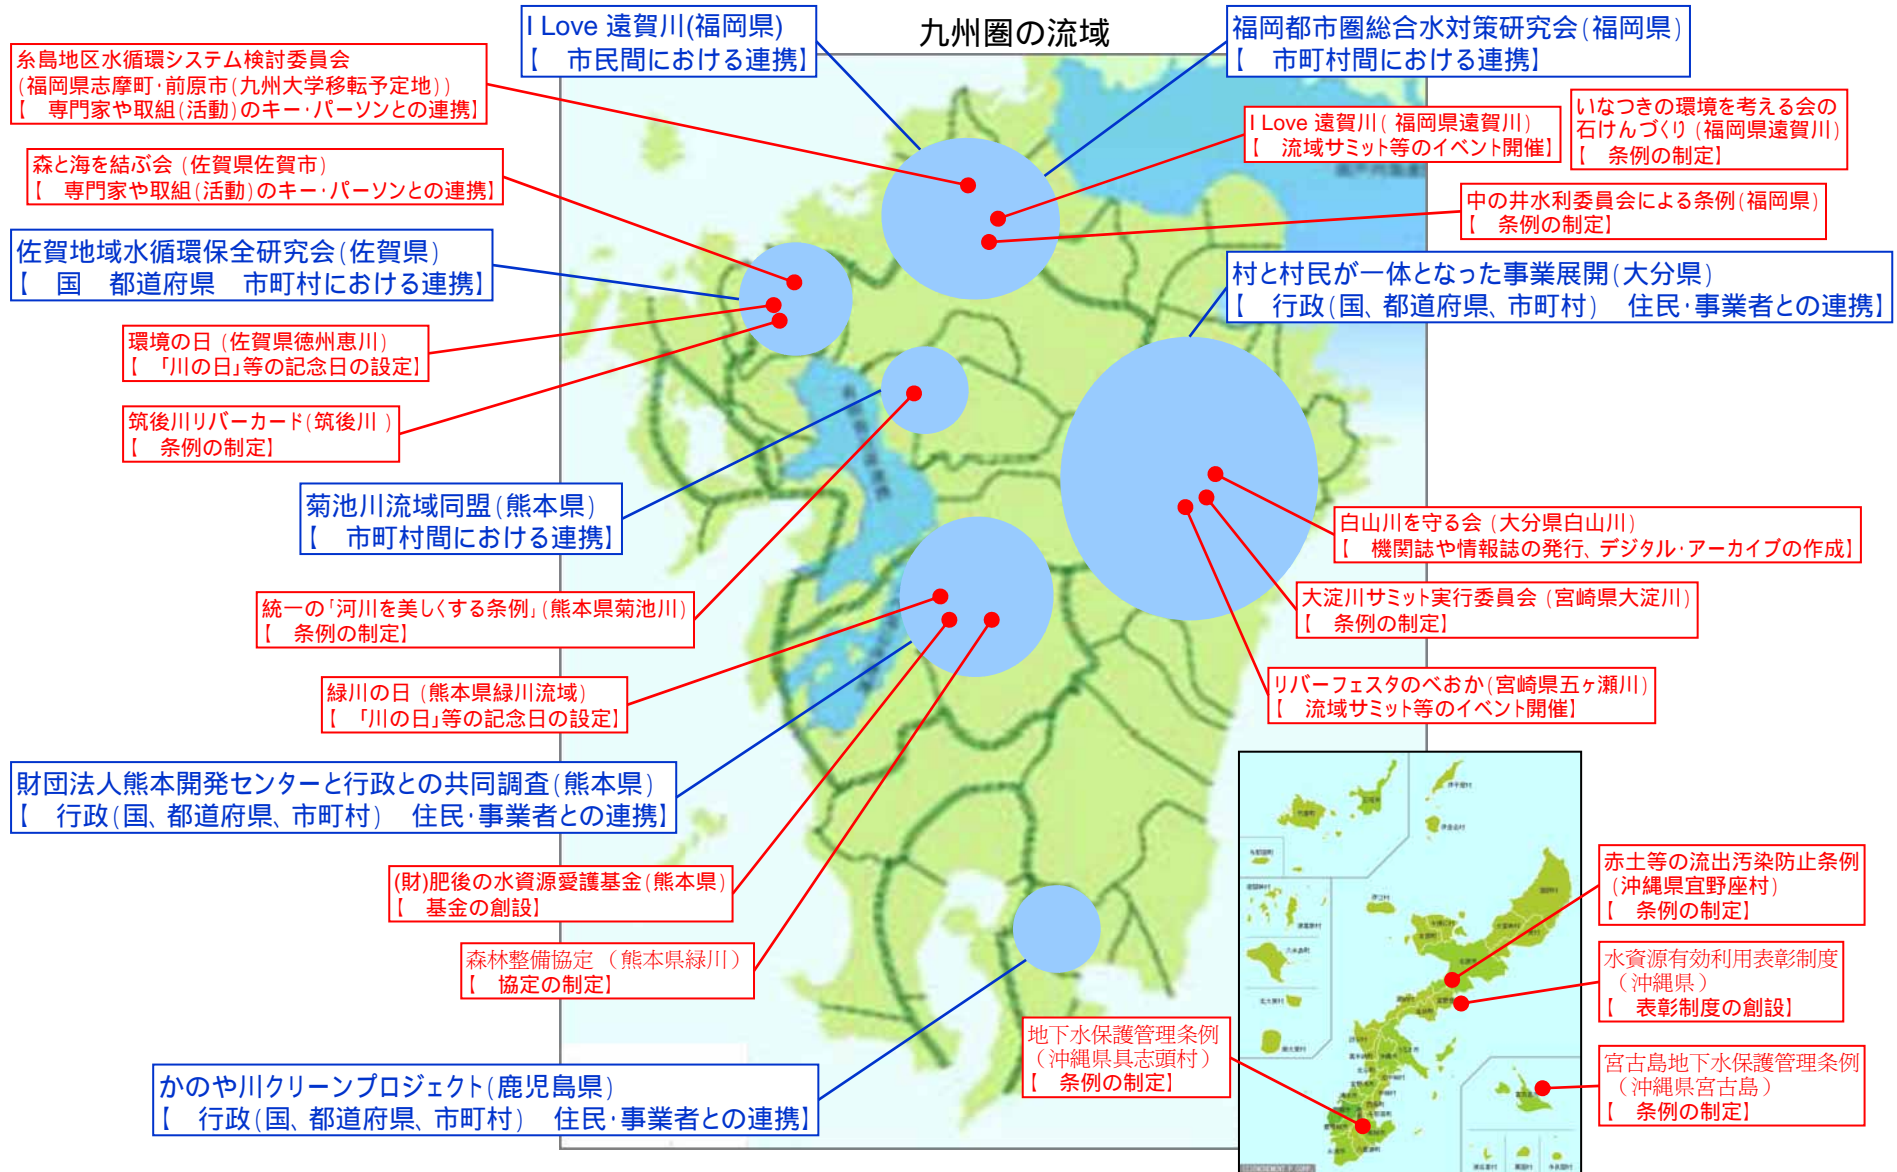 九州圏の流域
I Love 遠賀川(福岡県)
【　市民間における連携】
福岡都市圏総合水対策研究会(福岡県)
【　市町村間における連携】
糸島地区水循環システム検討委員会
(福岡県志摩町･前原市(九州大学移転予定地))
【　専門家や取組(活動)のキー･パーソンとの連携】
I Love 遠賀川( 福岡県遠賀川)
【　流域サミット等のイベント開催】
いなつきの環境を考える会の
石けんづくり (福岡県遠賀川)
【　条例の制定】
森と海を結ぶ会 (佐賀県佐賀市)
【　専門家や取組(活動)のキー･パーソンとの連携】
中の井水利委員会による条例(福岡県)
【　条例の制定】
佐賀地域水循環保全研究会(佐賀県)
【　国　都道府県　市町村における連携】
村と村民が一体となった事業展開(大分県)
【　行政(国、都道府県、市町村)　住民･事業者との連携】
環境の日 (佐賀県徳州恵川)
【　｢川の日｣等の記念日の設定】
筑後川リバーカード(筑後川 )
【　条例の制定】
菊池川流域同盟(熊本県)
【　市町村間における連携】
白山川を守る会 (大分県白山川)
【　機関誌や情報誌の発行、デジタル･アーカイブの作成】
統一の｢河川を美しくする条例｣(熊本県菊池川)
【　条例の制定】
大淀川サミット実行委員会 (宮崎県大淀川)
【　条例の制定】
緑川の日 (熊本県緑川流域)
【　｢川の日｣等の記念日の設定】
リバーフェスタのべおか(宮崎県五ヶ瀬川)
【　流域サミット等のイベント開催】
財団法人熊本開発センターと行政との共同調査(熊本県)
【　行政(国、都道府県、市町村)　住民･事業者との連携】
(財)肥後の水資源愛護基金(熊本県)
【　基金の創設】
赤土等の流出汚染防止条例
(沖縄県宜野座村)
【　条例の制定】
森林整備協定 （熊本県緑川）
【　協定の制定】
水資源有効利用表彰制度
（沖縄県）
【　表彰制度の創設】
地下水保護管理条例
（沖縄県具志頭村）
【　条例の制定】
宮古島地下水保護管理条例
（沖縄県宮古島）
【　条例の制定】
かのや川クリーンプロジェクト(鹿児島県)
【　行政(国、都道府県、市町村)　住民･事業者との連携】